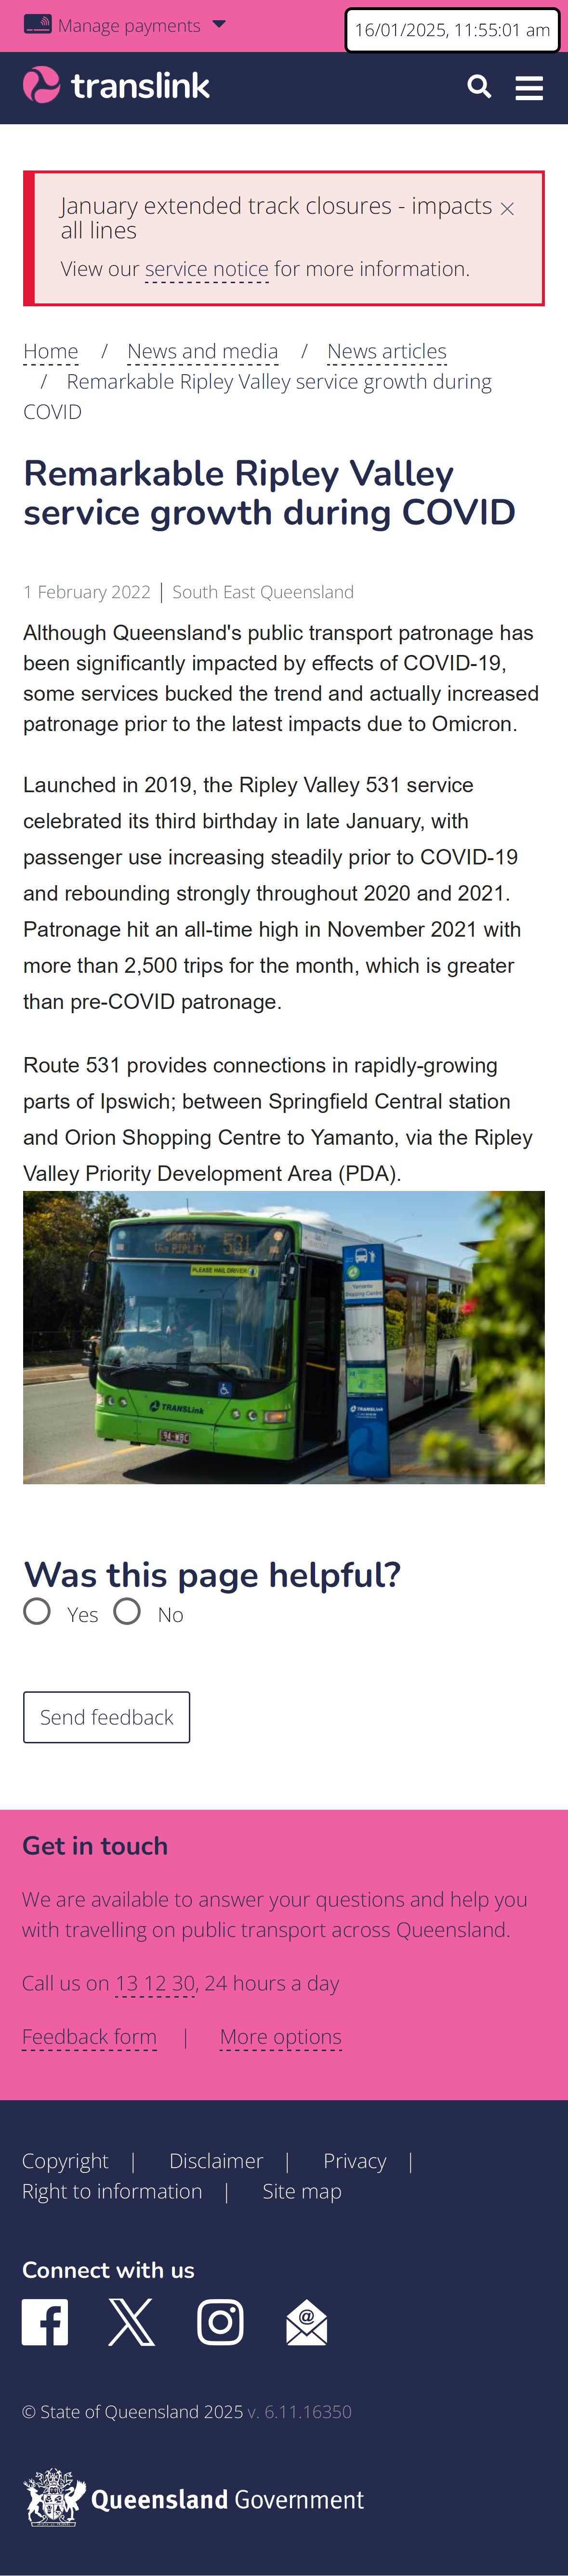 Manage payments
16/01/2025, 11:55:01 am
translink
January extended track closures - impacts
all lines
View our service notice for more information.
Home / News and media / News articles
/ Remarkable Ripley Valley service growth during
COVID
Remarkable Ripley Valley
service growth during COVID
1 February 2022 | South East Queensland
Although Queensland's public transport patronage has
been significantly impacted by effects of COVID-19,
some services bucked the trend and actually increased
patronage prior to the latest impacts due to Omicron.
Launched in 2019, the Ripley Valley 531 service
celebrated its third birthday in late January, with
passenger use increasing steadily prior to COVID-19
and rebounding strongly throughout 2020 and 2021.
Patronage hit an all-time high in November 2021 with
more than 2,500 trips for the month, which is greater
than pre-COVID patronage.
Route 531 provides connections in rapidly-growing
parts of Ipswich; between Springfield Central station
and Orion Shopping Centre to Yamanto, via the Ripley
Valley Priority Development Area (PDA).
via RIPLEY 531
PLEASE HAIL DRIVER
Yamanto
Shopping Centre
TRANSLink
TRANSLink
Was this page helpful?
Yes No
Send feedback
Get in touch
We are available to answer your questions and help you
with travelling on public transport across Queensland.
Call us on 13 12 30, 24 hours a day
Feedback form | More options
Copyright | Disclaimer | Privacy |
Right to information | Site map
Connect with us
© State of Queensland 2025 v. 6.11.16350
Queensland Government